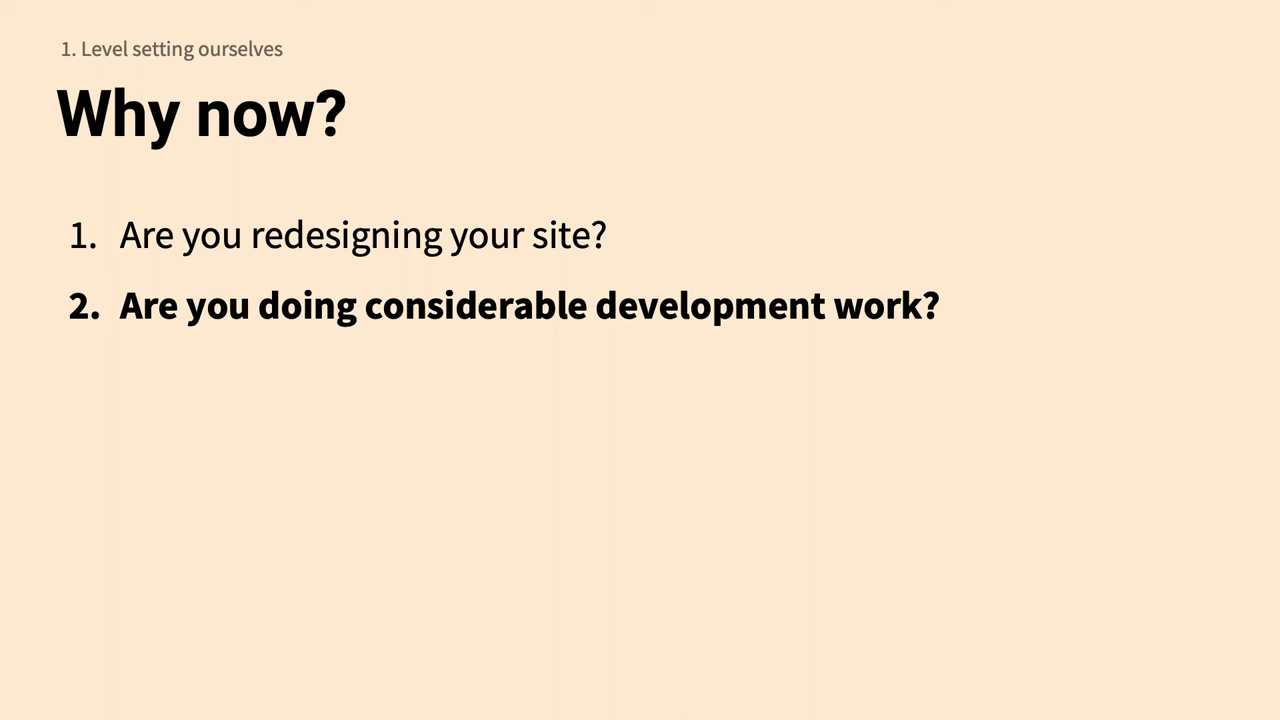 1. Level setting ourselves
Why now?
1. Are you redesigning your site?
2. Are you doing considerable development work?